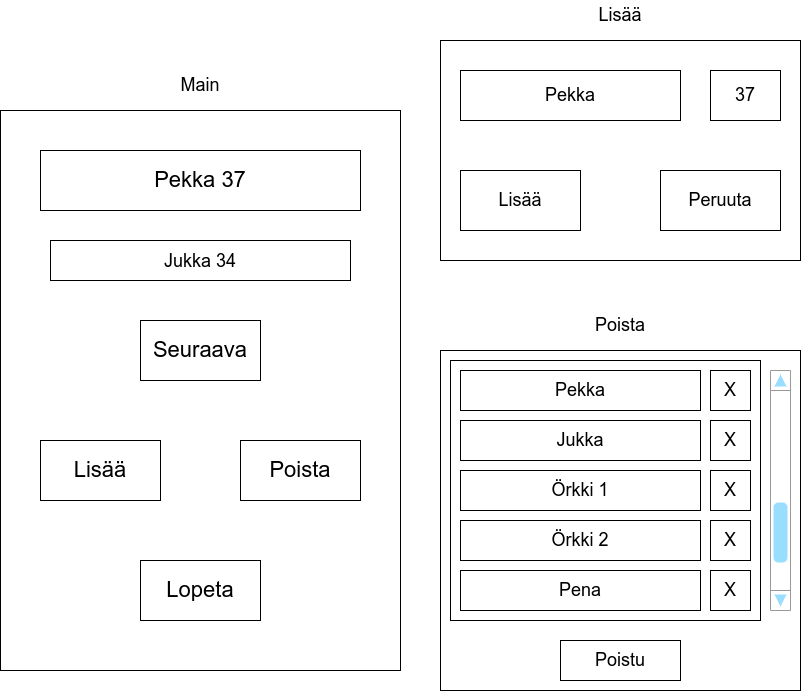 Main
Pekka 37
Jukka 34
Seuraava
Lisää
Poista
Lopeta
Lisää
Pekka
37
Lisää
Peruuta
Poista
Pekka
X
Jukka
X
Örkki 1
X
Örkki 2
X
Pena
X
Poistu